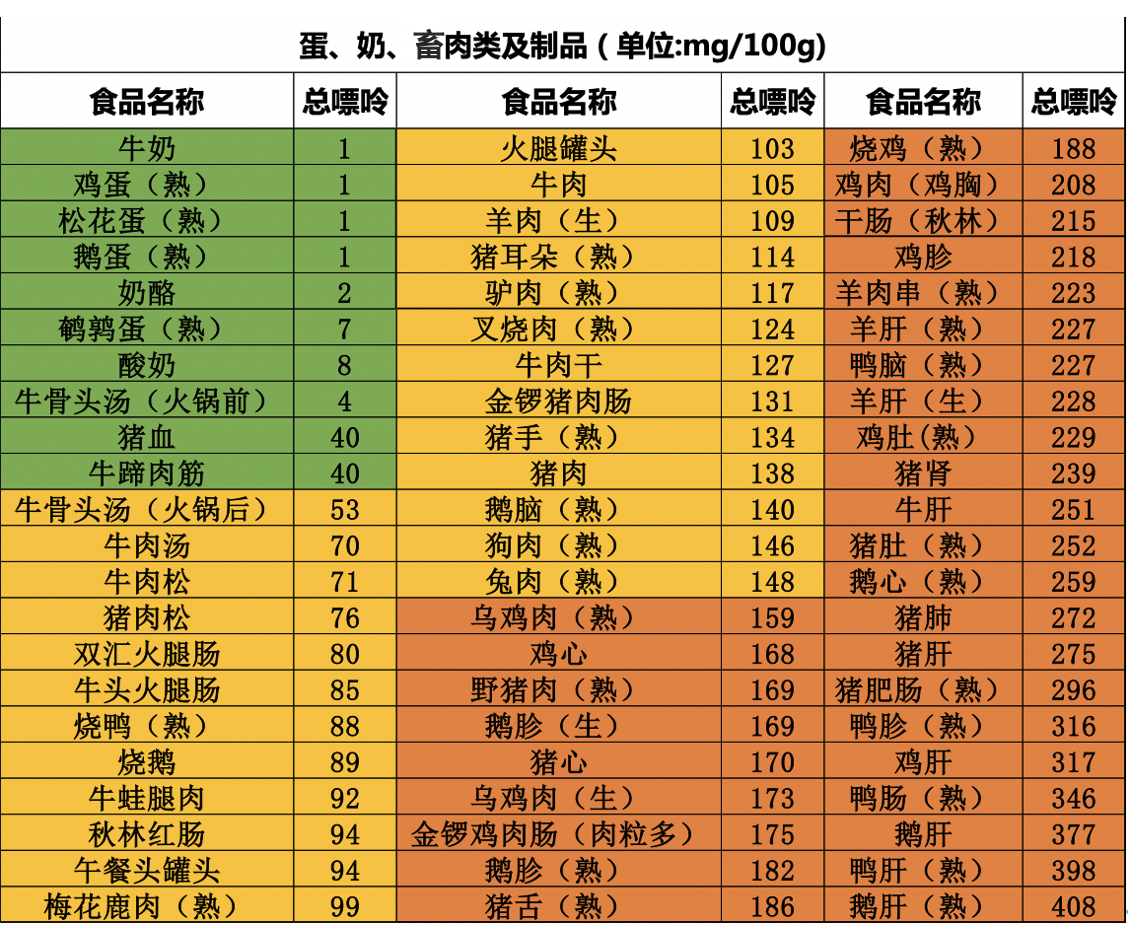 蛋、奶、畜肉类及制品（单位:mg/100g)
食品名称 总嘌呤 食品名称 总嘌呤 食品名称 总嘌呤
牛奶 1 火腿罐头 103 烧鸡（熟） 188
鸡蛋（熟） 1 牛肉 105 鸡肉（鸡胸） 208
松花蛋（熟） 1 羊肉（生） 109 干肠（秋林） 215
鹅蛋（熟） 1 猪耳朵（熟） 114 鸡胗 218
奶酪 2 驴肉（熟） 117 羊肉串（熟） 223
鹌鹑蛋（熟） 7 叉烧肉（熟） 124 羊肝（熟） 227
酸奶 8 牛肉干 127 鸭脑（熟） 227
牛骨头汤（火锅前） 4 金锣猪肉肠 131 羊肝（生） 228
猪血 40 猪手（熟） 134 鸡肚(熟） 229
牛蹄肉筋 40 猪肉 138 猪肾 239
牛骨头汤（火锅后） 53 鹅脑（熟） 140 牛肝 251
牛肉汤 70 狗肉（熟） 146 猪肚（熟） 252
牛肉松 71 兔肉（熟） 148 鹅心（熟） 259
猪肉松 76 乌鸡肉（熟） 159 猪肺 272
双汇火腿肠 80 鸡心 168 猪肝 275
牛头火腿肠 85 野猪肉（熟） 169 猪肥肠（熟） 296
烧鸭（熟） 88 鹅胗（生） 169 鸭胗（熟） 316
烧鹅 89 猪心 170 鸡肝 317
牛蛙腿肉 92 乌鸡肉（生） 173 鸭肠（熟） 346
秋林红肠 94 金锣鸡肉肠（肉粒多） 175 鹅肝 377
午餐头罐头 94 鹅胗（熟） 182 鸭肝（熟） 398
梅花鹿肉（熟） 99 猪舌（熟） 186 鹅肝（熟） 408